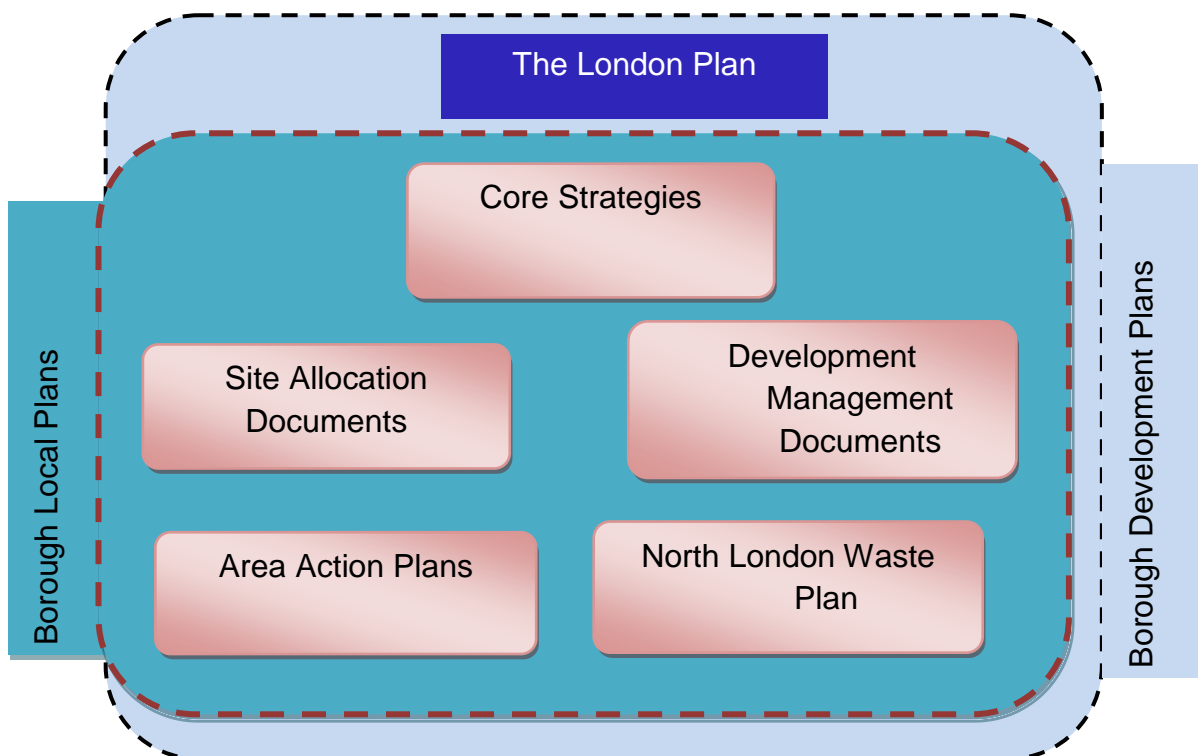 The London Plan
Core Strategies
Site Allocation
Documents
Development
Management
Documents
Area Action Plans
North London Waste
Plan
Borough Local Plans
Borough Development Plans